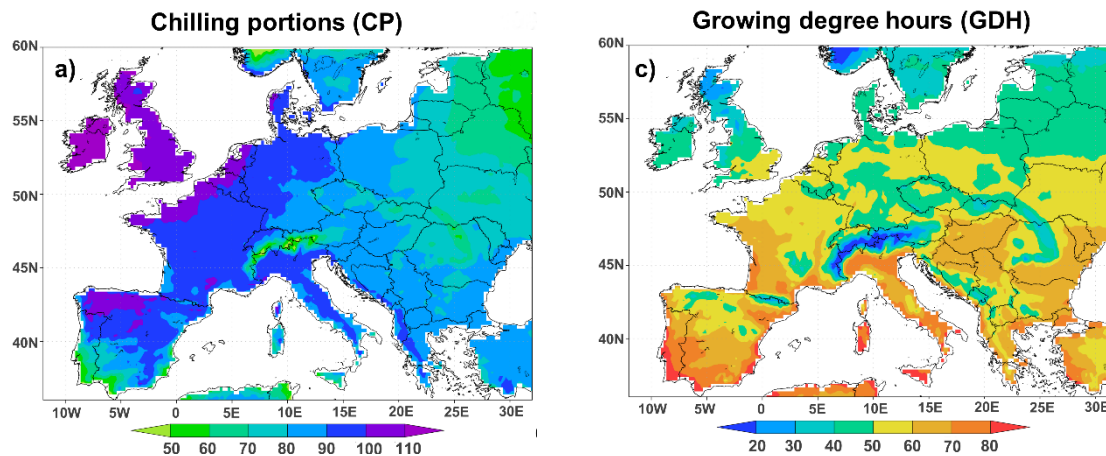 Chilling portions (CP)
Growing degree hours (GDH)
60N
a)
55N
50N
45N
40N
10W 5W 0 5E 10E 15E 20E 25E 30E
50 60 70 80 90 100 110
60N
c)
55N
50N
45N
40N
10W 5W 0 5E 10E 15E 20E 25E 30E
20 30 40 50 60 70 80